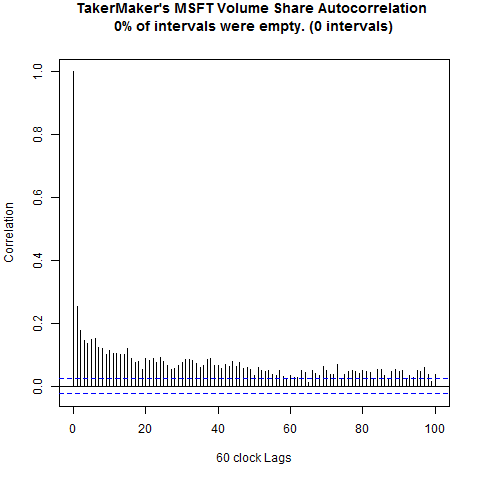 TakerMaker's MSFT Volume Share Autocorrelation
0% of intervals were empty. (0 intervals)
1.0
0.8
0.6
0.4
0.2
0.0
Correlation
0 20 40 60 80 100
60 clock Lags